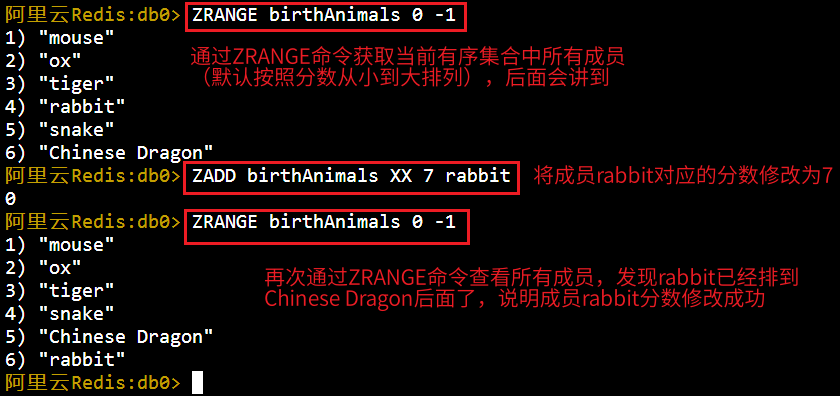 阿里云Redis:db0> ZRANGE birthAnimals 0 -1
1) "mouse"
2) "ox"
3) "tiger"
4) "rabbit"
5) "snake"
6) "Chinese Dragon"
通过ZRANGE命令获取当前有序集合中所有成员
（默认按照分数从小到大排列），后面会讲到
阿里云Redis:db0> ZADD birthAnimals XX 7 rabbit
将成员rabbit对应的分数修改为7
0
阿里云Redis:db0> ZRANGE birthAnimals 0 -1
1) "mouse"
2) "ox"
3) "tiger"
4) "snake"
5) "Chinese Dragon"
6) "rabbit"
再次通过ZRANGE命令查看所有成员，发现rabbit已经排到
Chinese Dragon后面了，说明成员rabbit分数修改成功
阿里云Redis:db0>